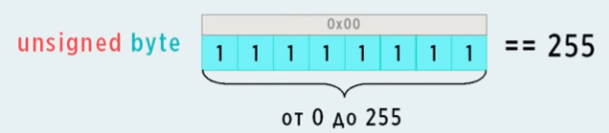 0x00
unsigned byte 1 1 1 1 1 1 1 1 == 255
от 0 до 255